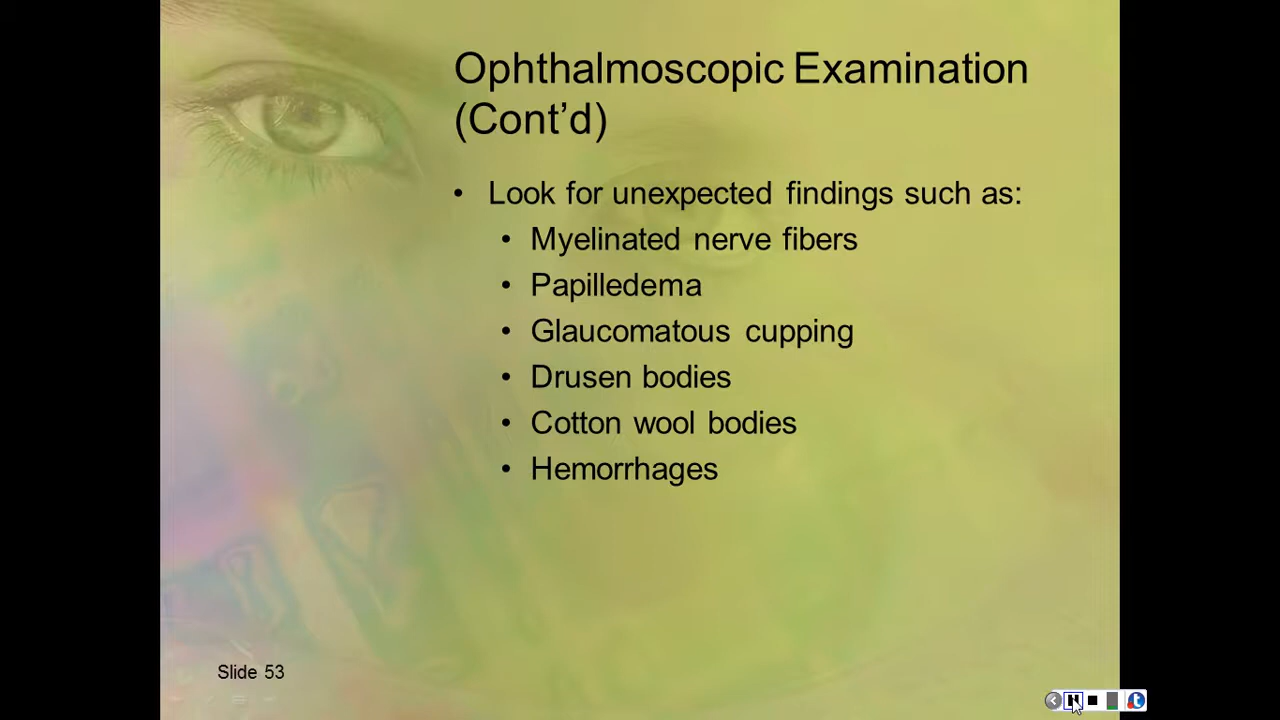 Ophthalmoscopic Examination
(Cont’d)
• Look for unexpected findings such as:
• Myelinated nerve fibers
• Papilledema
• Glaucomatous cupping
• Drusen bodies
• Cotton wool bodies
• Hemorrhages
Slide 53